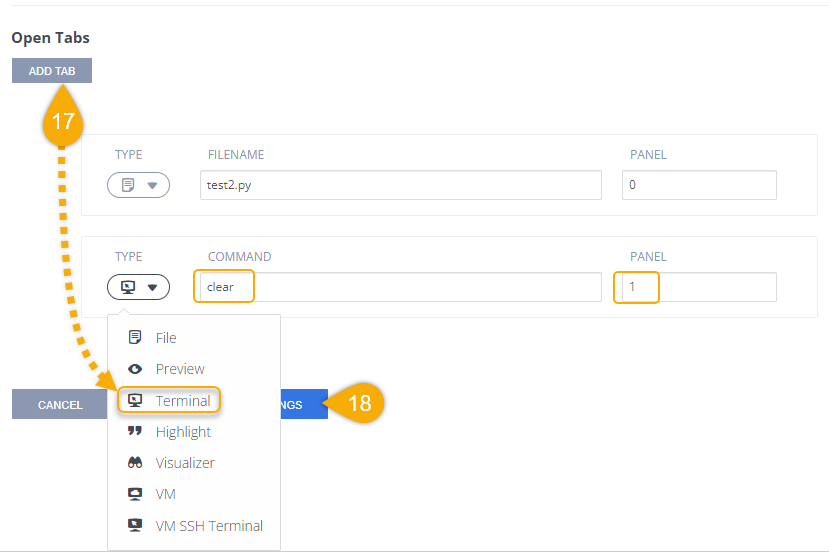 Open Tabs
ADD TAB
17
TYPE FILENAME PANEL
test2.py 0
TYPE COMMAND PANEL
clear 1
File
Preview
Terminal
CANCEL NGS 18
Highlight
Visualizer
VM
VM SSH Terminal